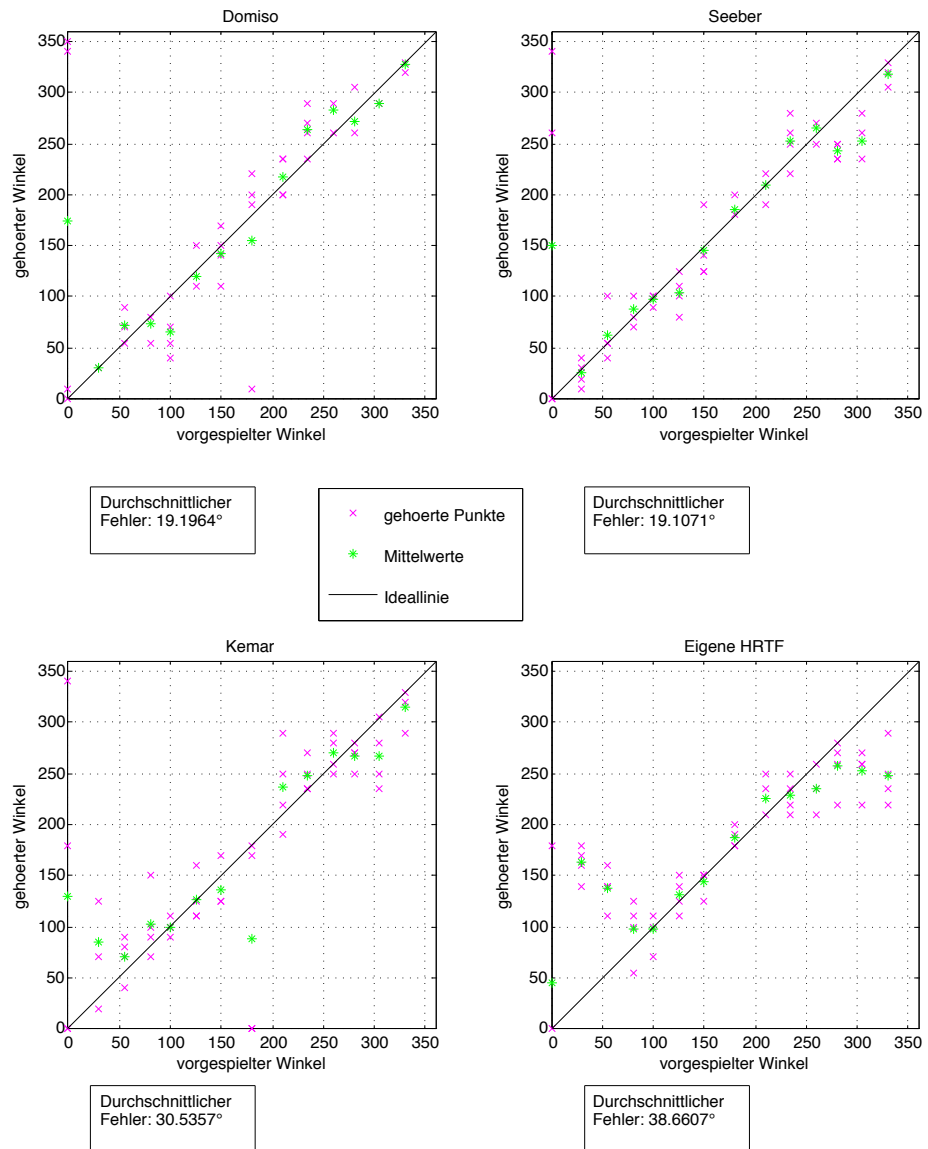 Domiso
350
300
250
200
150
100
50
0
gehoerter Winkel
0 50 100 150 200 250 300 350
vorgespielter Winkel
Seeber
350
300
250
200
150
100
50
0
gehoerter Winkel
0 50 100 150 200 250 300 350
vorgespielter Winkel
Durchschnittlicher
Fehler: 19.1964°
gehoerte Punkte
Mittelwerte
Ideallinie
Durchschnittlicher
Fehler: 19.1071°
Kemar
350
300
250
200
150
100
50
0
gehoerter Winkel
0 50 100 150 200 250 300 350
vorgespielter Winkel
Eigene HRTF
350
300
250
200
150
100
50
0
gehoerter Winkel
0 50 100 150 200 250 300 350
vorgespielter Winkel
Durchschnittlicher
Fehler: 30.5357°
Durchschnittlicher
Fehler: 38.6607°